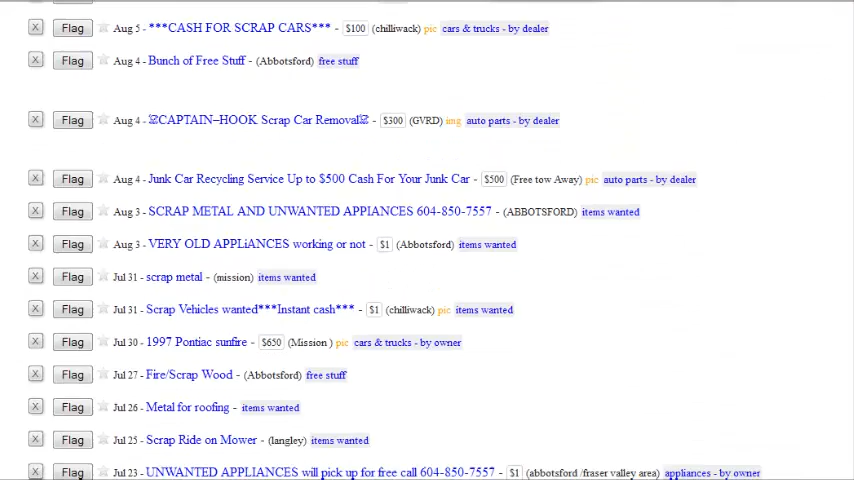 X Flag Aug 5 - ***CASH FOR SCRAP CARS*** - $100 (chilliwack) pic cars & trucks - by dealer
X Flag Aug 4 - Bunch of Free Stuff - (Abbotsford) free stuff
X Flag Aug 4 - ☠CAPTAIN–HOOK Scrap Car Removal☠ - $300 (GVRD) img auto parts - by dealer
X Flag Aug 4 - Junk Car Recycling Service Up to $500 Cash For Your Junk Car - $500 (Free tow Away) pic auto parts - by dealer
X Flag Aug 3 - SCRAP METAL AND UNWANTED APPIANCES 604-850-7557 - (ABBOTSFORD) items wanted
X Flag Aug 3 - VERY OLD APPLiANCES working or not - $1 (Abbotsford) items wanted
X Flag Jul 31 - scrap metal - (mission) items wanted
X Flag Jul 31 - Scrap Vehicles wanted***Instant cash*** - $1 (chilliwack) pic items wanted
X Flag Jul 30 - 1997 Pontiac sunfire - $650 (Mission ) pic cars & trucks - by owner
X Flag Jul 27 - Fire/Scrap Wood - (Abbotsford) free stuff
X Flag Jul 26 - Metal for roofing - items wanted
X Flag Jul 25 - Scrap Ride on Mower - (langley) items wanted
X Flag Jul 23 - UNWANTED APPLIANCES will pick up for free call 604-850-7557 - $1 (abbotsford /fraser valley area) appliances - by owner